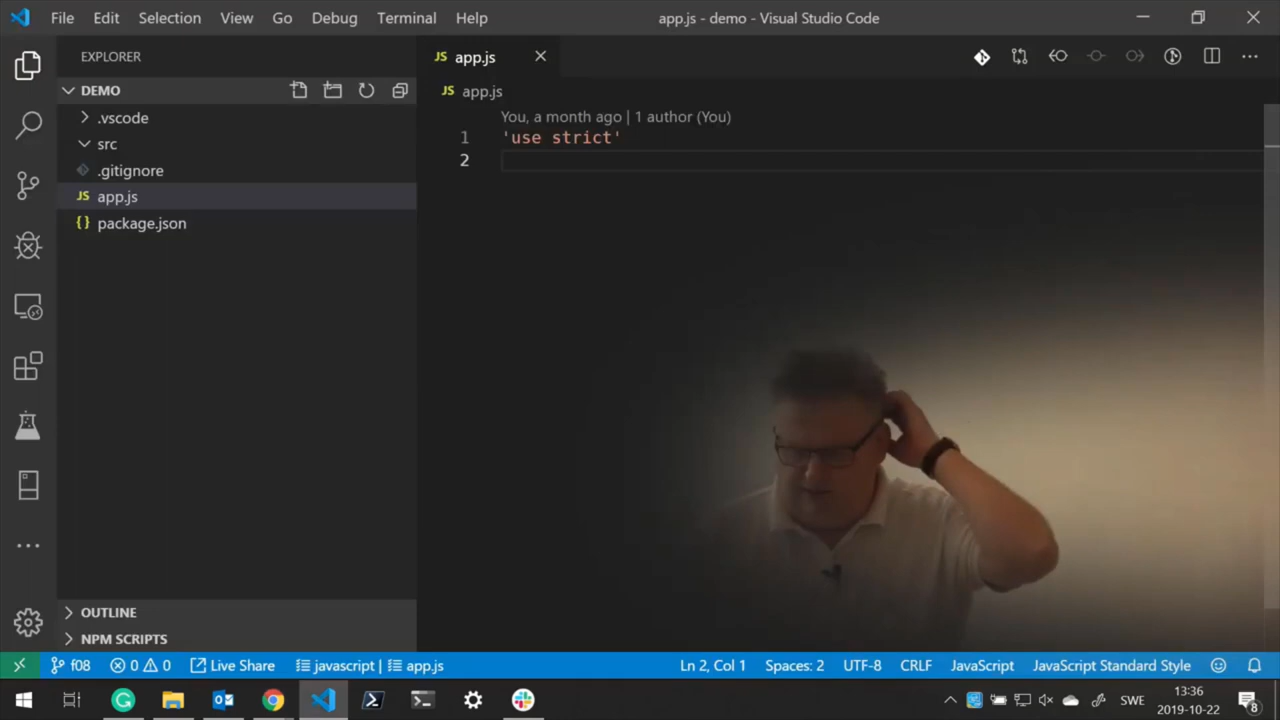 File Edit Selection View Go Debug Terminal Help app.js - demo - Visual Studio Code
EXPLORER
DEMO
.vscode
src
.gitignore
JS app.js
{} package.json
OUTLINE
NPM SCRIPTS
JS app.js
JS app.js
You, a month ago | 1 author (You)
1 'use strict'
2
f08 0 0 Live Share javascript | app.js Ln 2, Col 1 Spaces: 2 UTF-8 CRLF JavaScript JavaScript Standard Style
SWE 13:36
2019-10-22 8